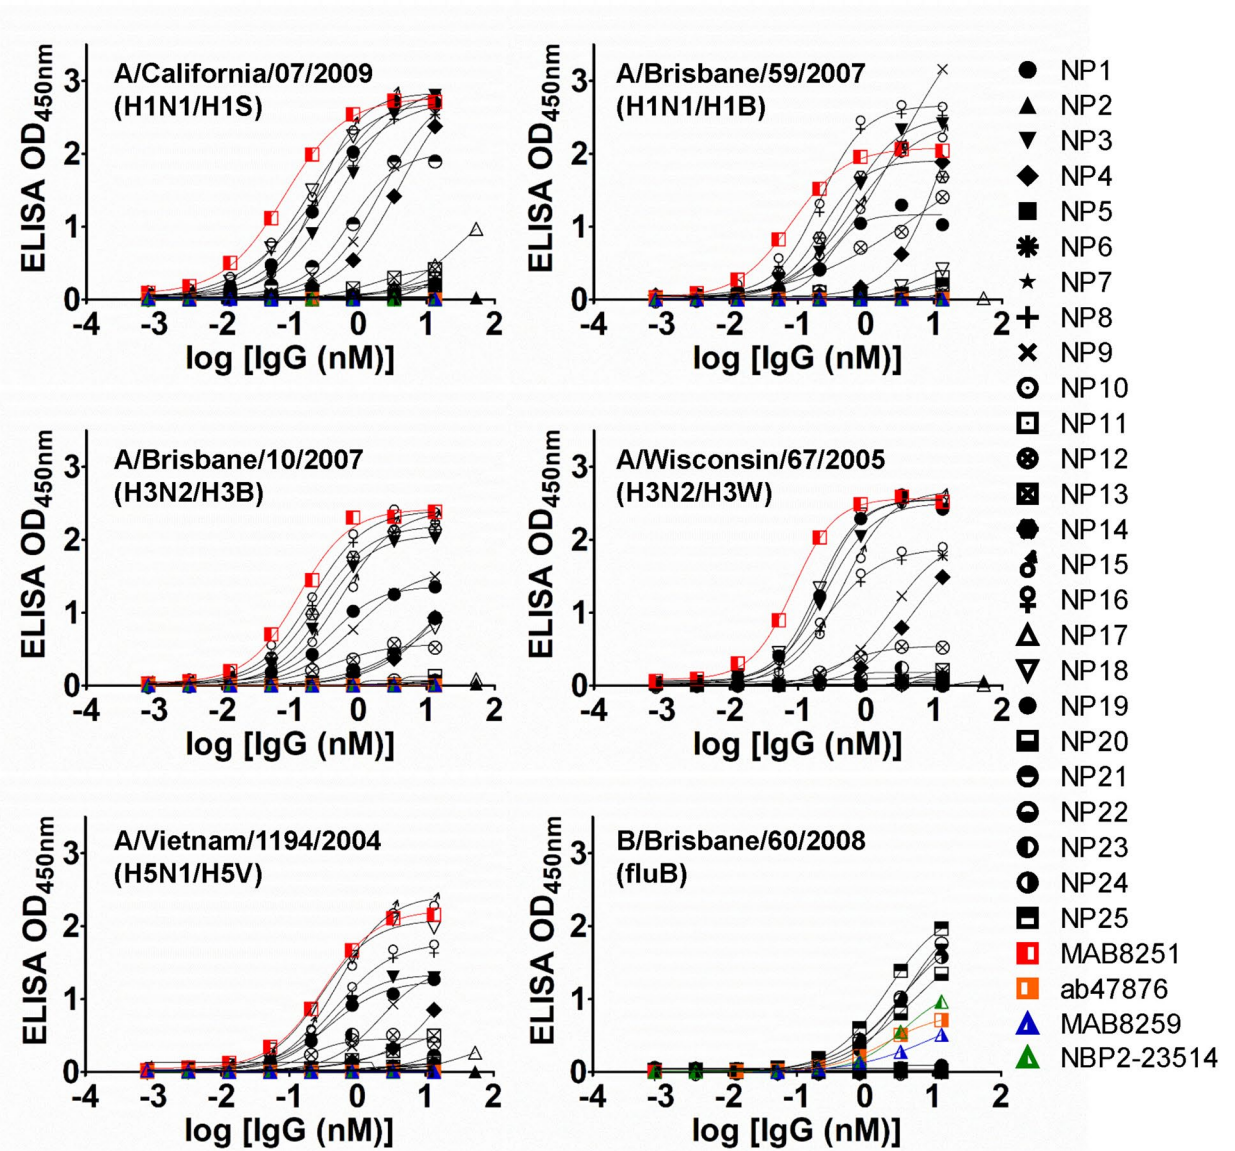 A/California/07/2009
(H1N1/H1S)
ELISA OD450nm
3
2
1
0
-4 -3 -2 -1 0 1 2
log [IgG (nM)]
A/Brisbane/59/2007
(H1N1/H1B)
ELISA OD450nm
3
2
1
0
-4 -3 -2 -1 0 1 2
log [IgG (nM)]
A/Brisbane/10/2007
(H3N2/H3B)
ELISA OD450nm
3
2
1
0
-4 -3 -2 -1 0 1 2
log [IgG (nM)]
A/Wisconsin/67/2005
(H3N2/H3W)
ELISA OD450nm
3
2
1
0
-4 -3 -2 -1 0 1 2
log [IgG (nM)]
A/Vietnam/1194/2004
(H5N1/H5V)
ELISA OD450nm
3
2
1
0
-4 -3 -2 -1 0 1 2
log [IgG (nM)]
B/Brisbane/60/2008
(fluB)
ELISA OD450nm
3
2
1
0
-4 -3 -2 -1 0 1 2
log [IgG (nM)]
NP1
NP2
NP3
NP4
NP5
NP6
NP7
NP8
NP9
NP10
NP11
NP12
NP13
NP14
NP15
NP16
NP17
NP18
NP19
NP20
NP21
NP22
NP23
NP24
NP25
MAB8251
ab47876
MAB8259
NBP2-23514